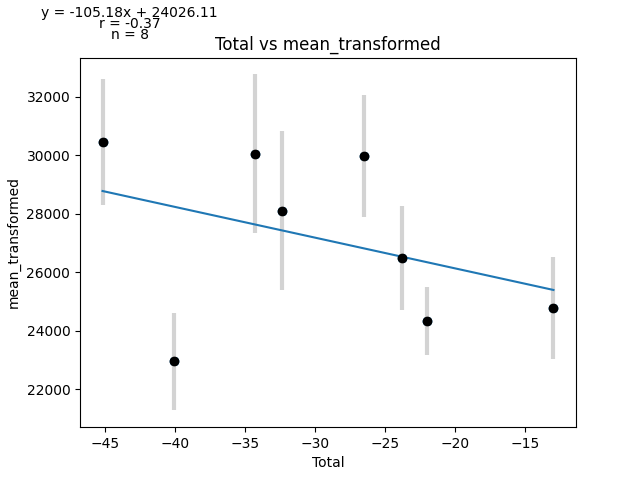 y = -105.18x + 24026.11
r = -0.37
n = 8
Total vs mean_transformed
32000
30000
28000
26000
24000
22000
mean_transformed
−45 −40 −35 −30 −25 −20 −15
Total